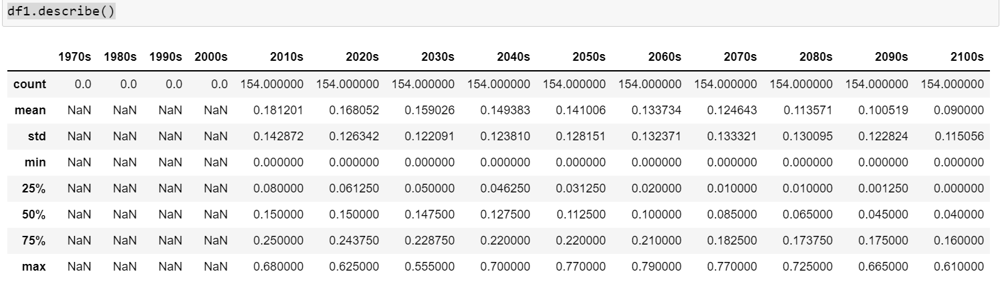 df1.describe()
1970s 1980s 1990s 2000s 2010s 2020s 2030s 2040s 2050s 2060s 2070s 2080s 2090s 2100s
count 0.0 0.0 0.0 0.0 154.000000 154.000000 154.000000 154.000000 154.000000 154.000000 154.000000 154.000000 154.000000 154.000000
mean NaN NaN NaN NaN 0.181201 0.168052 0.159026 0.149383 0.141006 0.133734 0.124643 0.113571 0.100519 0.090000
std NaN NaN NaN NaN 0.142872 0.126342 0.122091 0.123810 0.128151 0.132371 0.133321 0.130095 0.122824 0.115056
min NaN NaN NaN NaN 0.000000 0.000000 0.000000 0.000000 0.000000 0.000000 0.000000 0.000000 0.000000 0.000000
25% NaN NaN NaN NaN 0.080000 0.061250 0.050000 0.046250 0.031250 0.020000 0.010000 0.010000 0.001250 0.000000
50% NaN NaN NaN NaN 0.150000 0.150000 0.147500 0.127500 0.112500 0.100000 0.085000 0.065000 0.045000 0.040000
75% NaN NaN NaN NaN 0.250000 0.243750 0.228750 0.220000 0.220000 0.210000 0.182500 0.173750 0.175000 0.160000
max NaN NaN NaN NaN 0.680000 0.625000 0.555000 0.700000 0.770000 0.790000 0.770000 0.725000 0.665000 0.610000